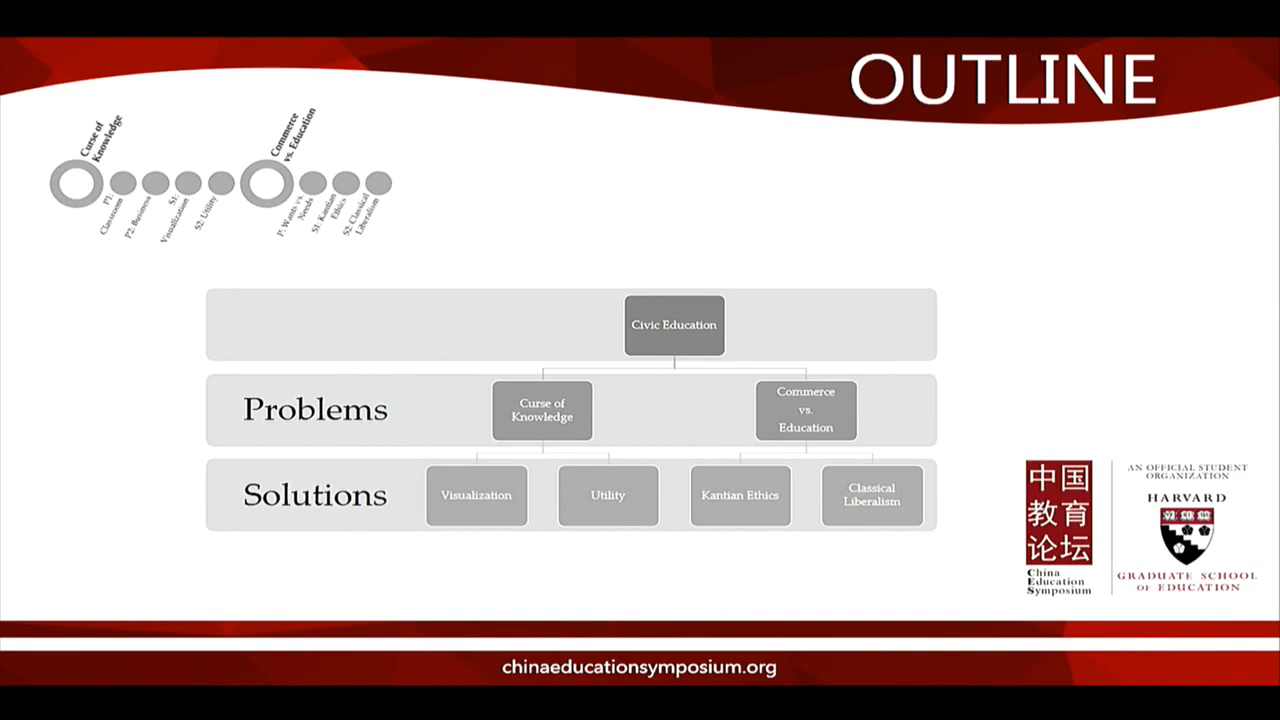 OUTLINE
Curse of
Knowledge
P1:
Classroom
P2: Business
S1:
Visualization
S2: Utility
Commerce
vs. Education
P: Wants vs.
Needs
S1: Kantian
Ethics
S2: Classical
Liberalism
Civic Education
Problems
Curse of
Knowledge
Commerce
vs.
Education
Solutions
Visualization
Utility
Kantian Ethics
Classical
Liberalism
中国
教育
论坛
China
Education
Symposium
AN OFFICIAL STUDENT
ORGANIZATION
HARVARD
GRADUATE SCHOOL
OF EDUCATION
chinaeducationsymposium.org